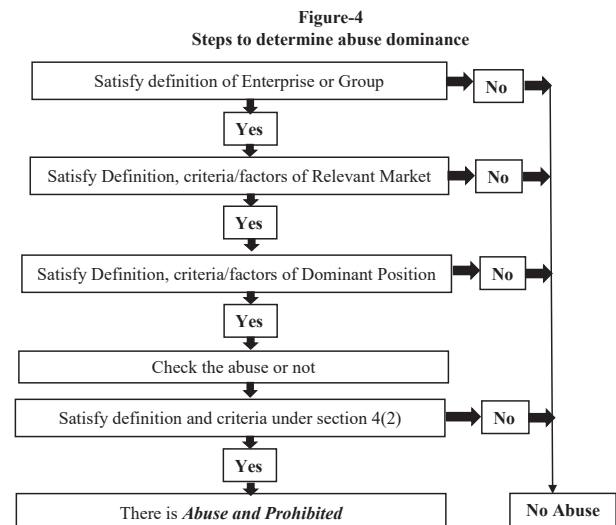 Figure-4
Steps to determine abuse dominance
Satisfy definition of Enterprise or Group
No
Yes
Satisfy Definition, criteria/factors of Relevant Market
No
Yes
Satisfy Definition, criteria/factors of Dominant Position
No
Yes
Check the abuse or not
Satisfy definition and criteria under section 4(2)
No
Yes
There is Abuse and Prohibited
No Abuse